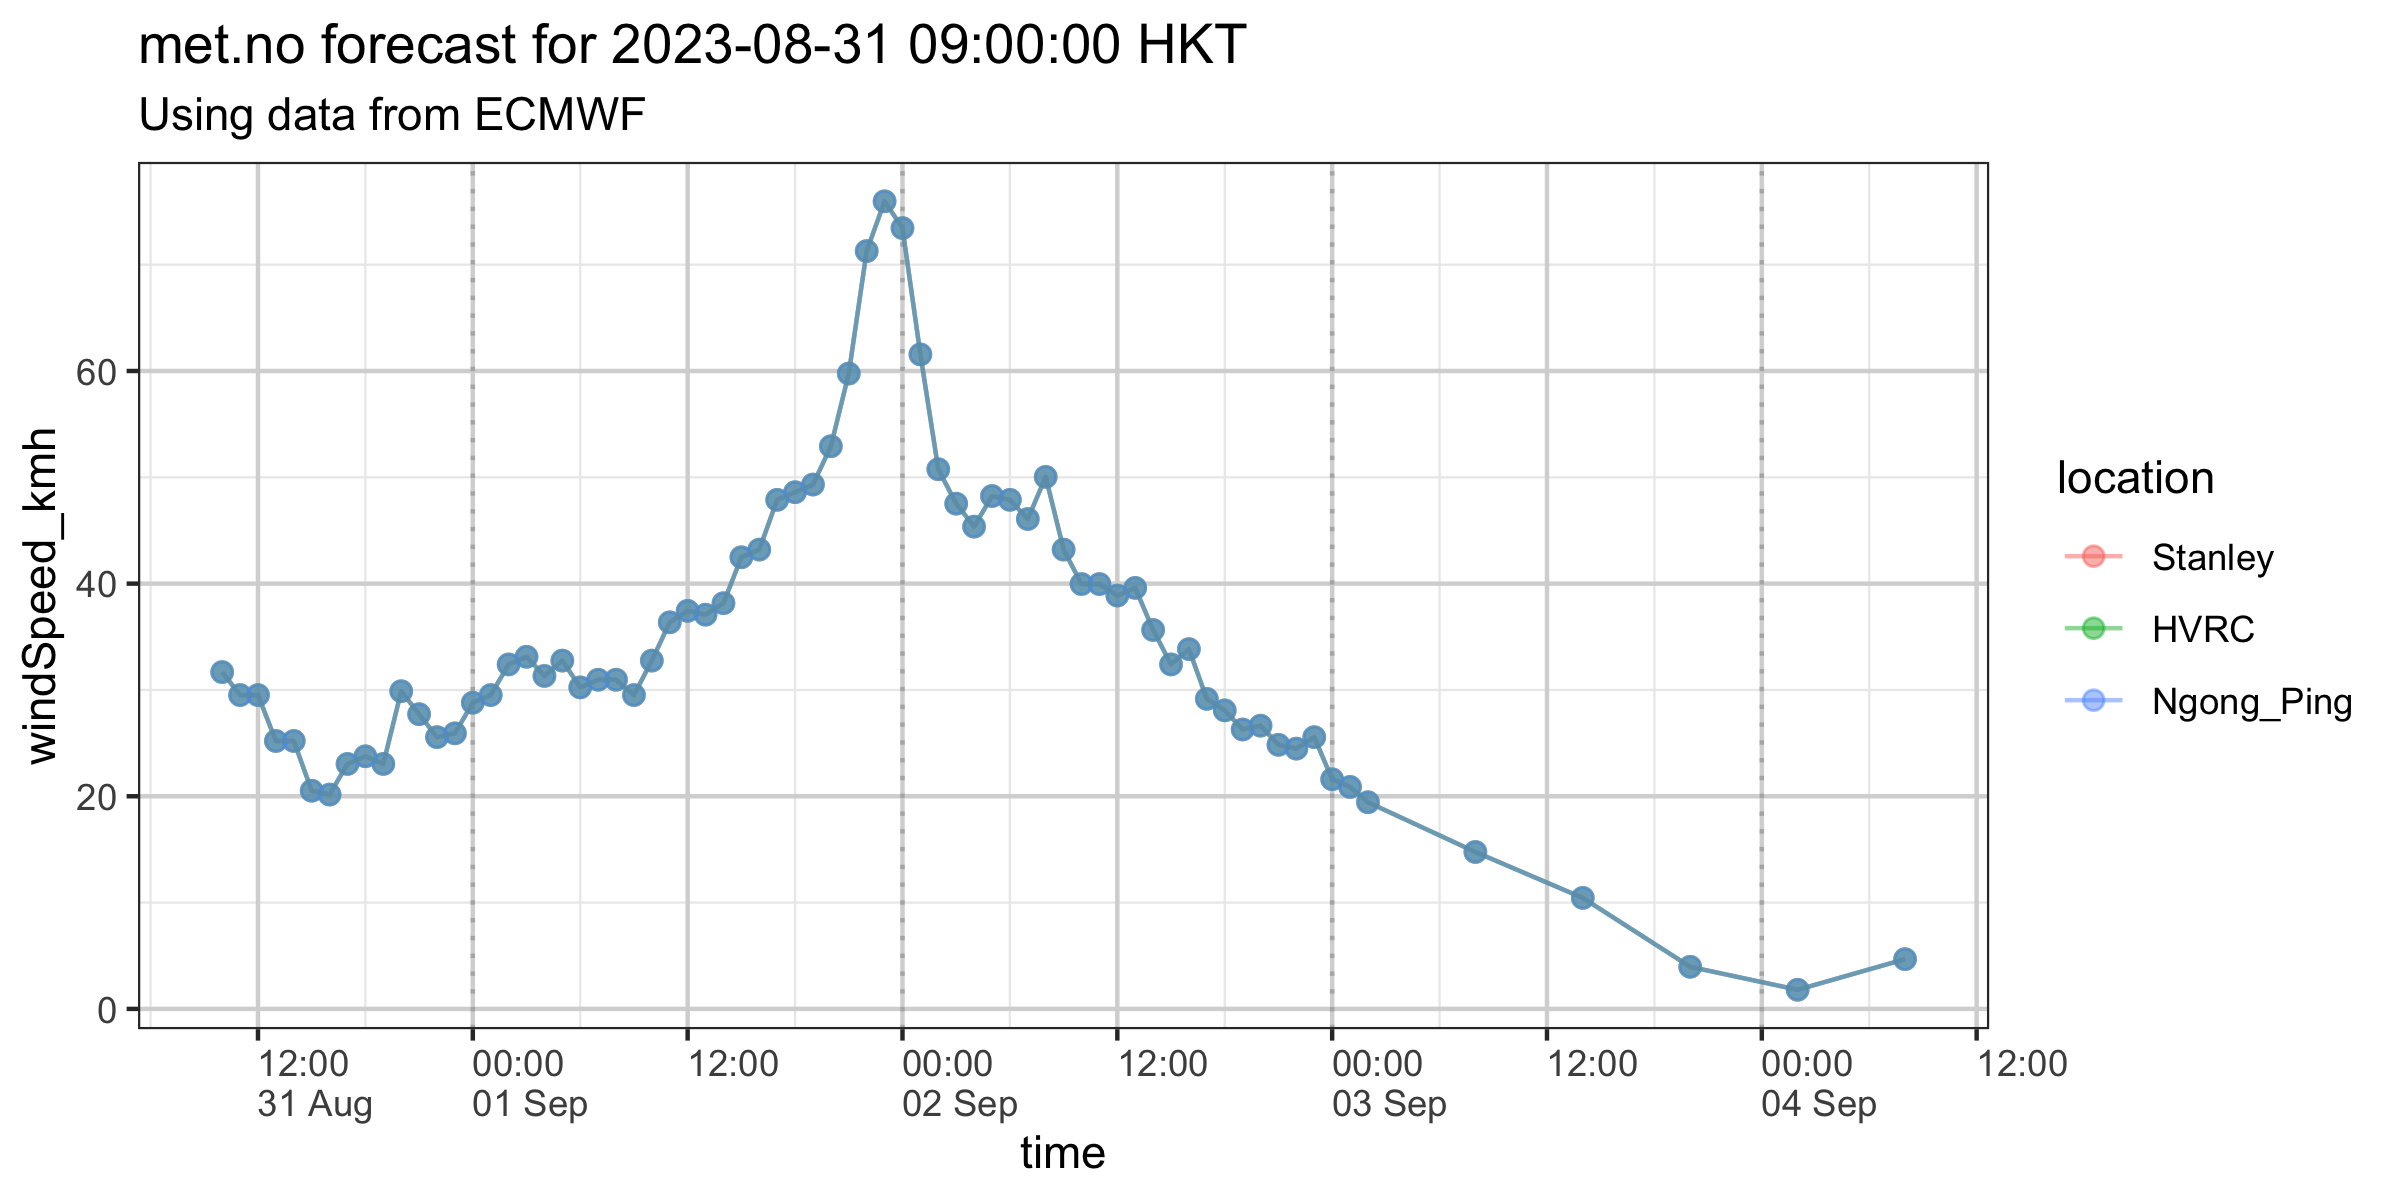 met.no forecast for 2023-08-31 09:00:00 HKT
Using data from ECMWF
windSpeed_kmh
60
40
20
0
12:00 00:00 12:00 00:00 12:00 00:00 12:00 00:00 12:00
31 Aug 01 Sep 02 Sep 03 Sep 04 Sep
time
location
Stanley
HVRC
Ngong_Ping